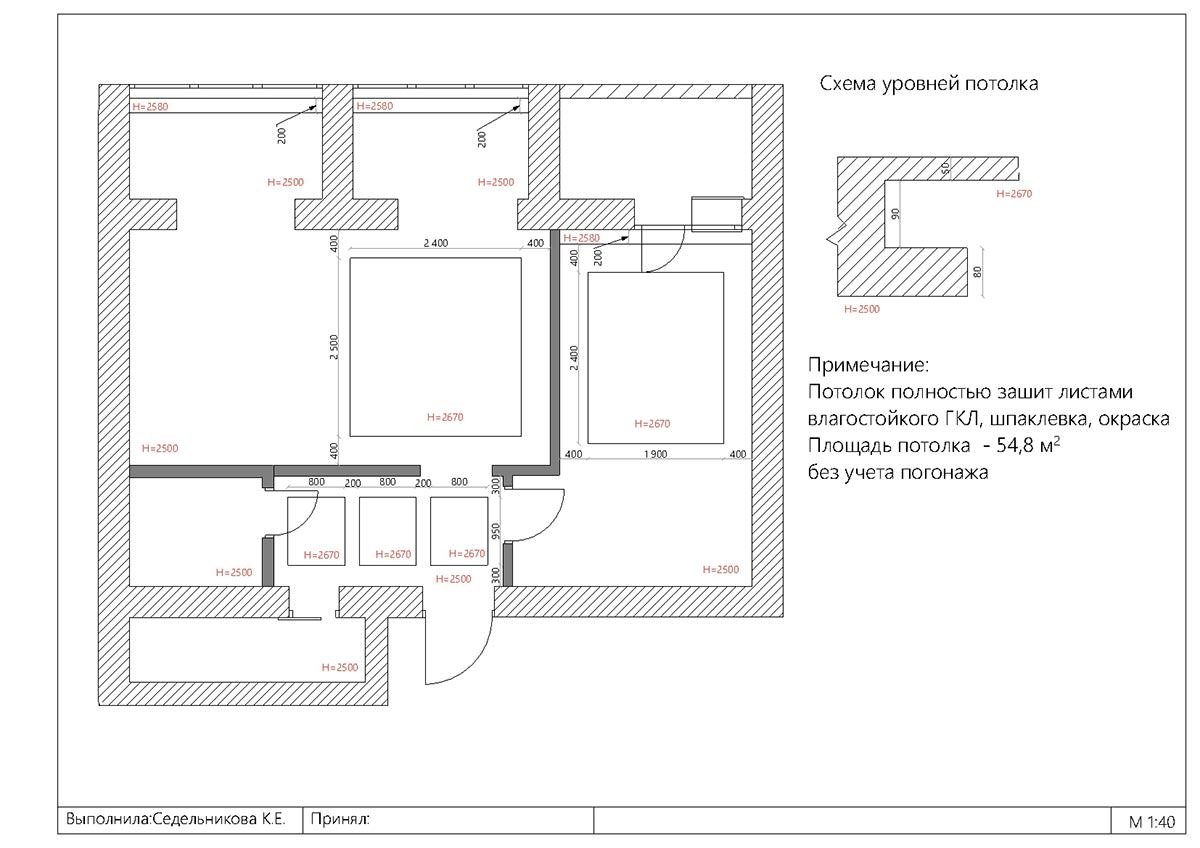 Схема уровней потолка
H=2580
H=2580
200
200
H=2500
H=2500
60
H=2670
90
80
H=2500
400
2 400
400
H=2580
200
400
2 500
2 400
H=2670
H=2670
H=2500
400
400
1 900
400
Примечание:
Потолок полностью зашит листами
влагостойкого ГКЛ, шпаклевка, окраска
Площадь потолка - 54,8 м²
без учета погонажа
800
200
800
200
800
300
950
300
H=2670
H=2670
H=2670
H=2500
H=2500
H=2500
H=2500
Выполнила:Седельникова К.Е.
Принял:
М 1:40